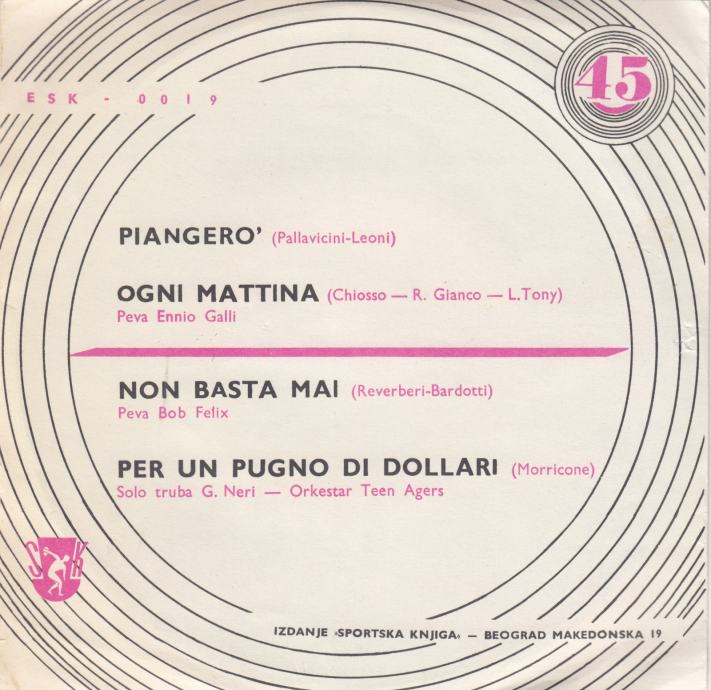 ESK - 0019
45
PIANGERO’ (Pallavicini-Leoni)
OGNI MATTINA (Chiosso — R. Gianco — L.Tony)
Peva Ennio Galli
NON BASTA MAI (Reverberi-Bardotti)
Peva Bob Felix
PER UN PUGNO DI DOLLARI (Morricone)
Solo truba G. Neri — Orkestar Teen Agers
SK
IZDANJE »SPORTSKA KNJIGA« — BEOGRAD MAKEDONSKA 19